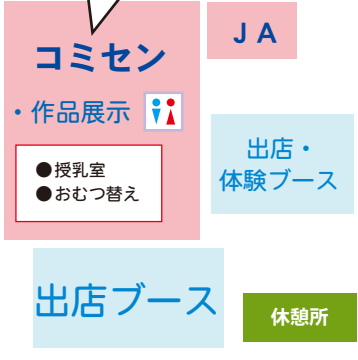 コミセン
・作品展示
●授乳室
●おむつ替え
JA
出店・
体験ブース
出店ブース
休憩所